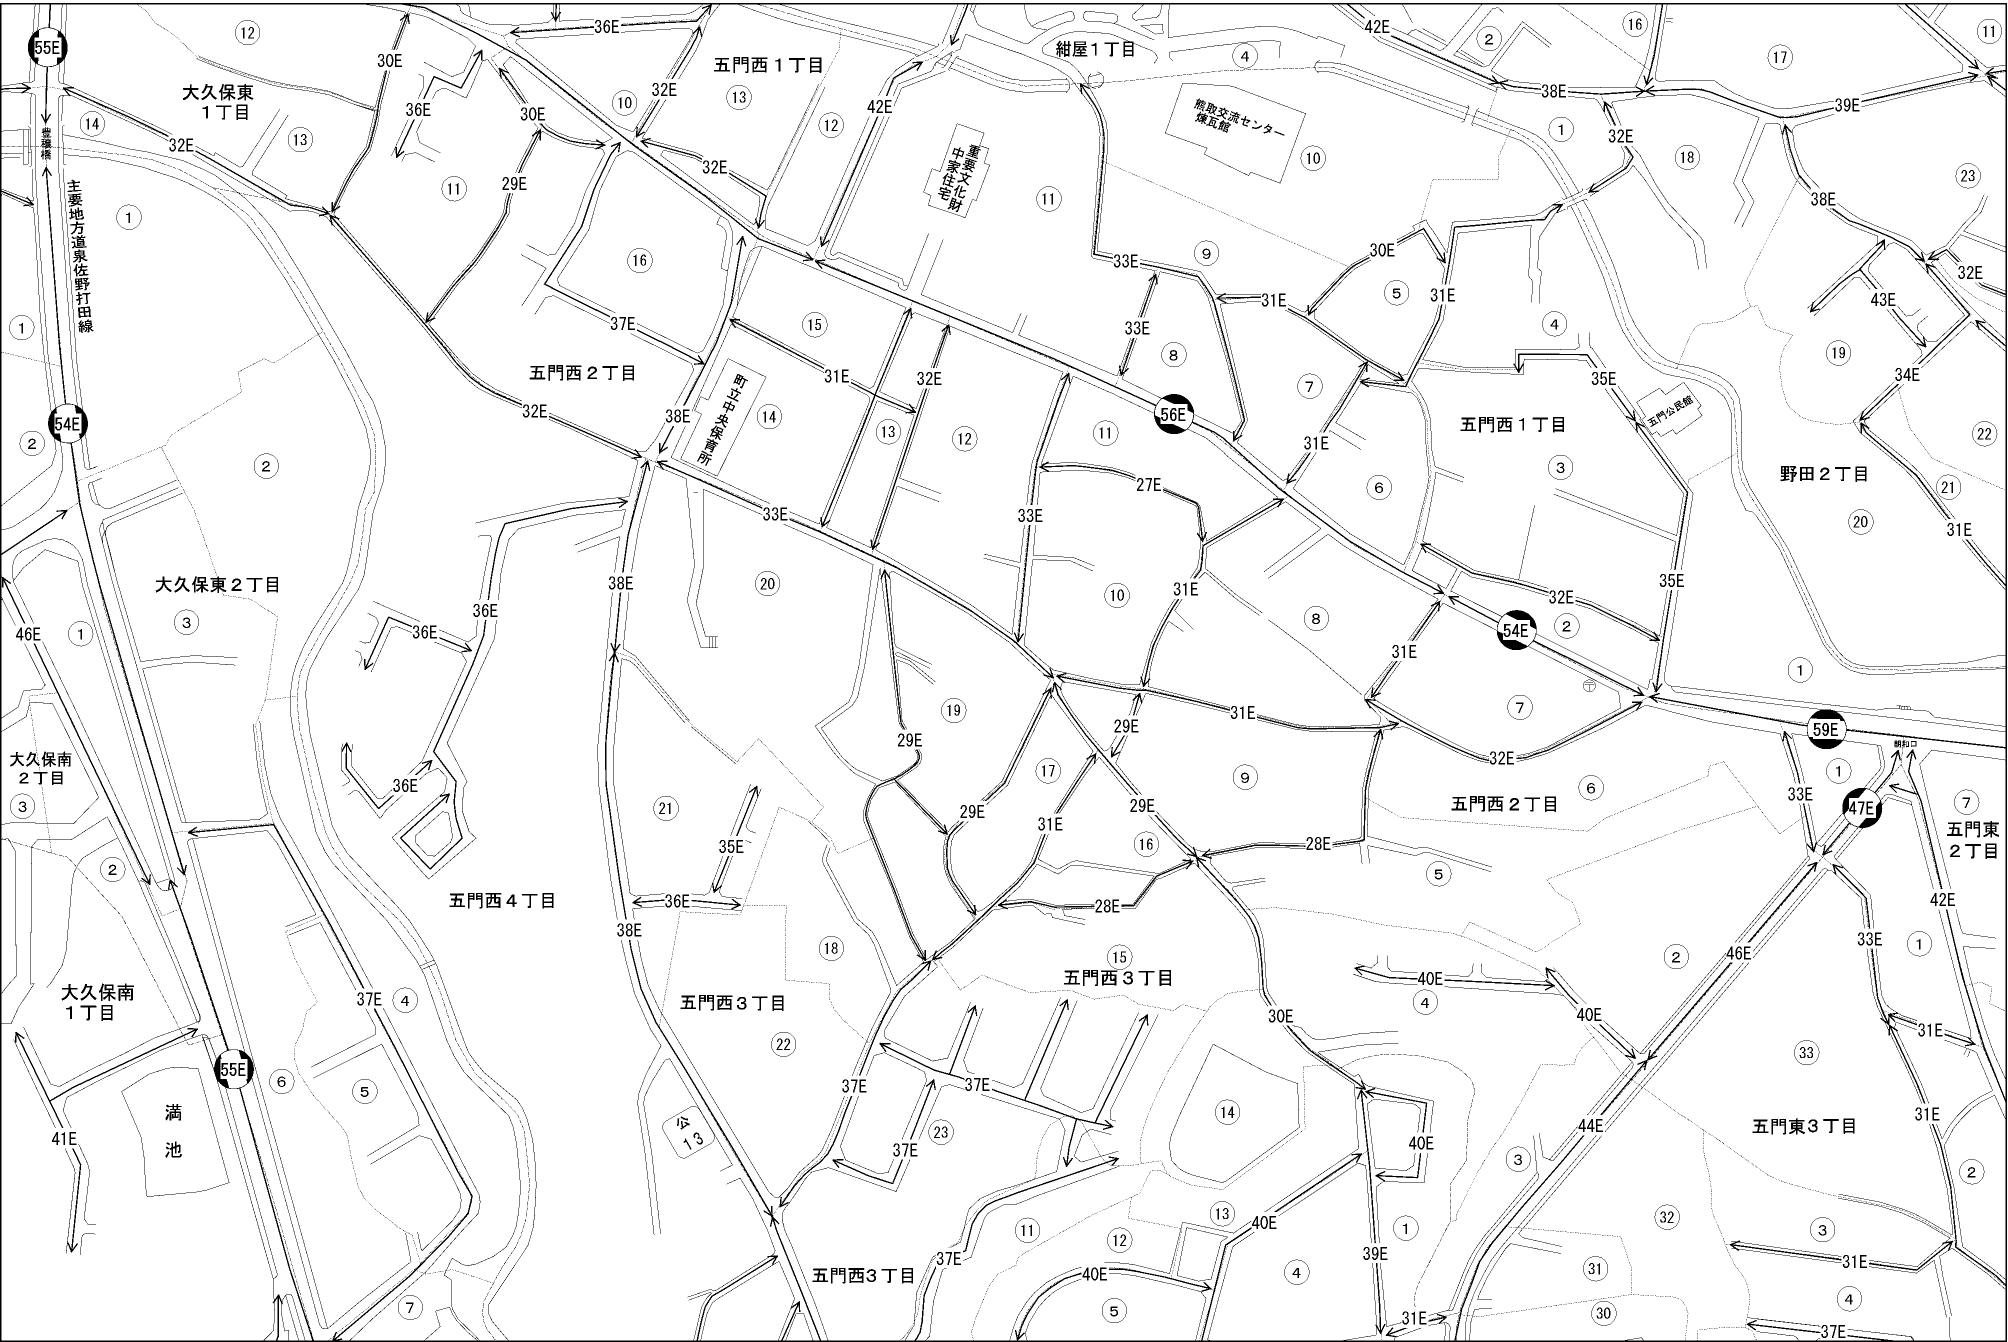 55E
12
30E
36E
36E
大久保東
1丁目
14
13
32E
豊穣橋
主要地方道泉佐野打田線
1
11
30E
29E
10
32E
五門西1丁目
13
12
42E
32E
16
37E
重要文化財
中家住宅
11
紺屋1丁目
4
熊取交流センター
煉瓦館
10
42E
2
16
17
11
38E
39E
1
32E
18
23
38E
32E
43E
19
34E
22
21
31E
20
野田2丁目
9
33E
33E
8
31E
30E
5
31E
4
7
31E
35E
五門公民館
五門西1丁目
3
6
35E
32E
2
54E
1
56E
15
31E
32E
14
13
12
町立中央保育所
38E
五門西2丁目
32E
11
27E
33E
33E
10
31E
8
31E
7
〒
32E
59E
朝和口
1
2
54E
2
1
大久保東2丁目
3
46E
1
36E
36E
36E
38E
20
19
29E
29E
31E
29E
17
31E
29E
16
28E
9
28E
五門西2丁目
6
5
33E
47E
7
五門東
2丁目
42E
1
大久保南
2丁目
3
2
五門西4丁目
21
35E
36E
38E
18
五門西3丁目
22
15
五門西3丁目
4
40E
40E
2
46E
33E
31E
33
大久保南
1丁目
55E
37E
4
6
5
満
池
41E
公
13
37E
37E
37E
23
30E
14
40E
44E
3
五門東3丁目
31E
2
13
40E
1
39E
32
3
31E
11
12
37E
40E
五門西3丁目
5
4
31E
31
30
4
37E
7